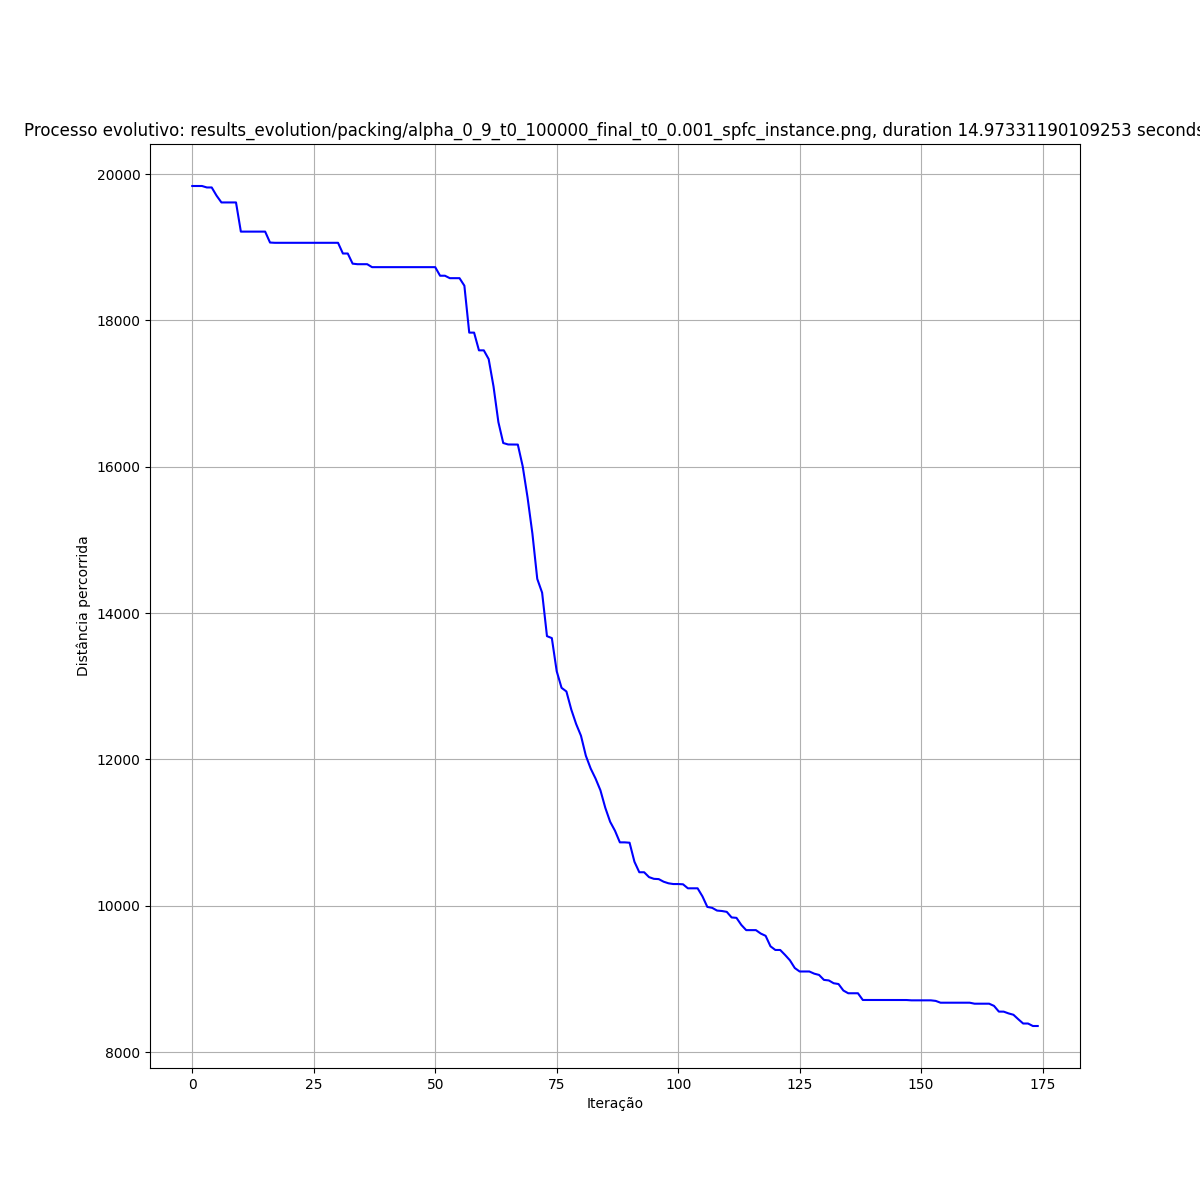 Processo evolutivo: results_evolution/packing/alpha_0_9_t0_100000_final_t0_0.001_spfc_instance.png, duration 14.97331190109253 seconds
20000
18000
16000
14000
12000
10000
8000
Distância percorrida
0 25 50 75 100 125 150 175
Iteração